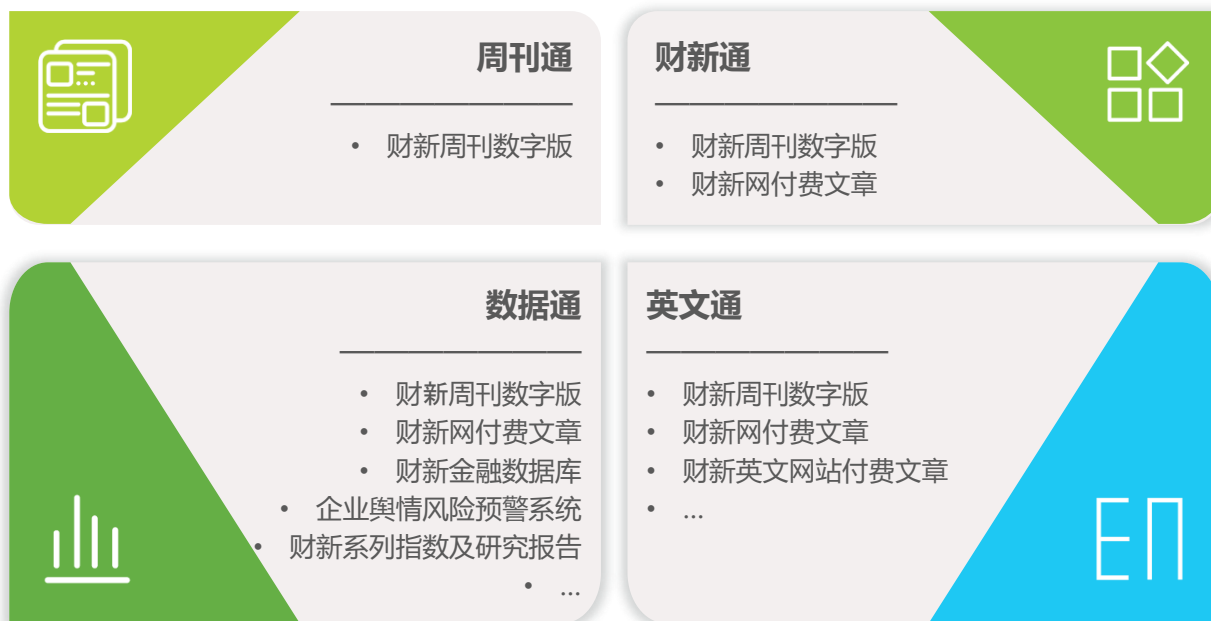 周刊通
• 财新周刊数字版
财新通
• 财新周刊数字版
• 财新网付费文章
数据通
• 财新周刊数字版
• 财新网付费文章
• 财新金融数据库
• 企业舆情风险预警系统
• 财新系列指数及研究报告
• ...
英文通
• 财新周刊数字版
• 财新网付费文章
• 财新英文网站付费文章
• ...
En